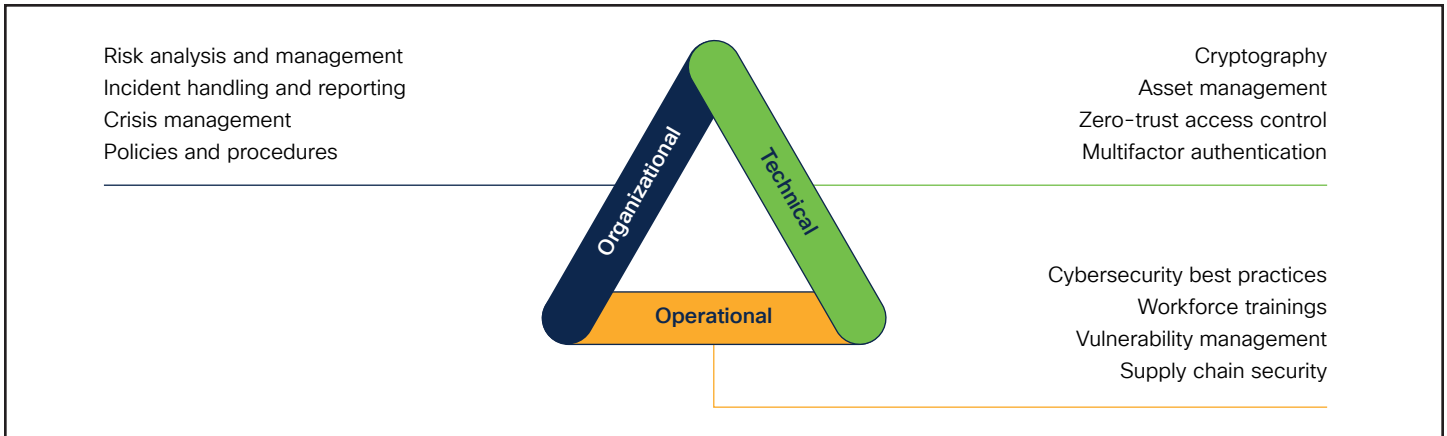 Risk analysis and management
Incident handling and reporting
Crisis management
Policies and procedures
Organizational
Technical
Operational
Cryptography
Asset management
Zero-trust access control
Multifactor authentication
Cybersecurity best practices
Workforce trainings
Vulnerability management
Supply chain security